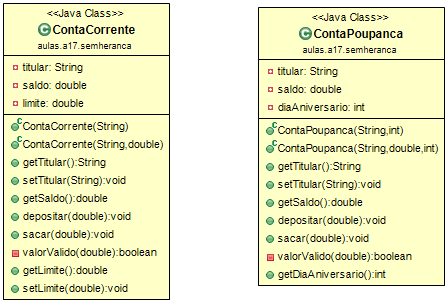 <<Java Class>>
ContaCorrente
aulas.a17.semheranca
titular: String
saldo: double
limite: double
ContaCorrente(String)
ContaCorrente(String,double)
getTitular():String
setTitular(String):void
getSaldo():double
depositar(double):void
sacar(double):void
valorValido(double):boolean
getLimite():double
setLimite(double):void
<<Java Class>>
ContaPoupanca
aulas.a17.semheranca
titular: String
saldo: double
diaAniversario: int
ContaPoupanca(String,int)
ContaPoupanca(String,double,int)
getTitular():String
setTitular(String):void
getSaldo():double
depositar(double):void
sacar(double):void
valorValido(double):boolean
getDiaAniversario():int